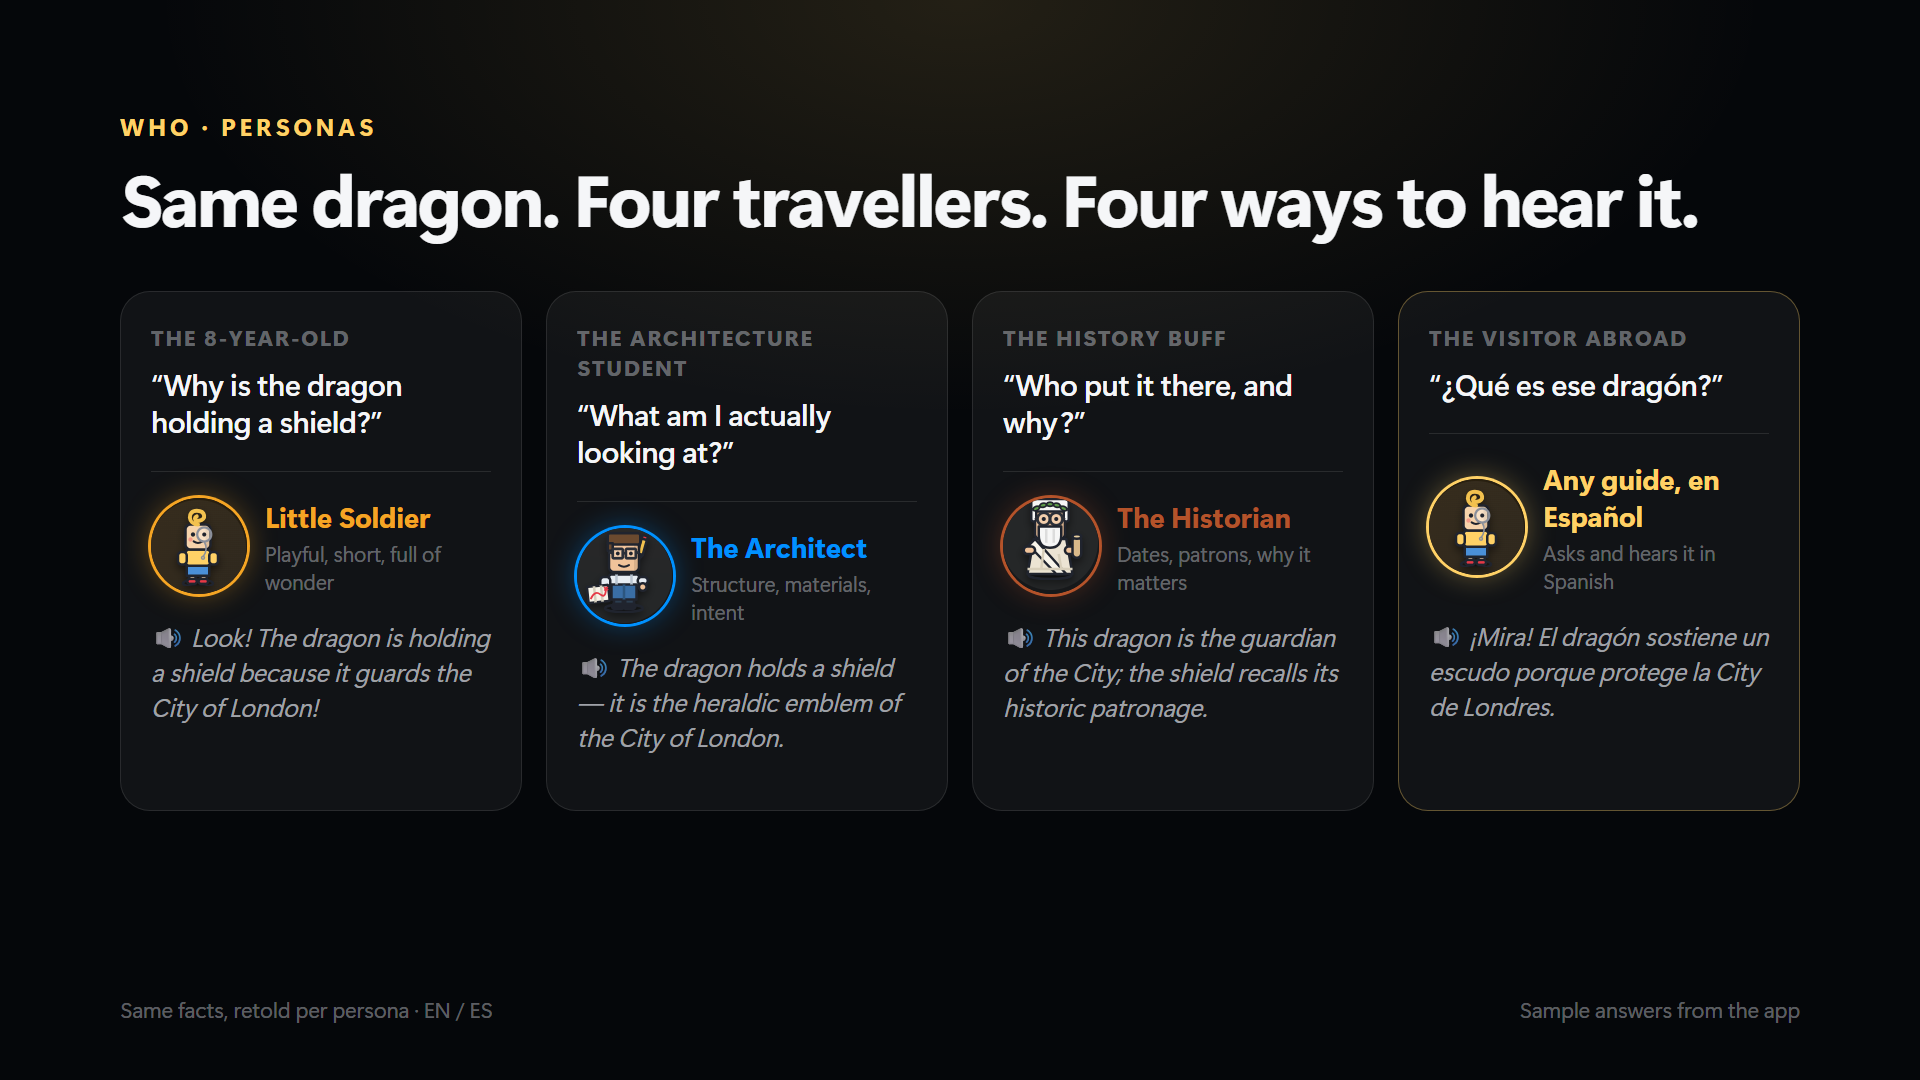 WHO · PERSONAS
Same dragon. Four travellers. Four ways to hear it.
THE 8-YEAR-OLD
“Why is the dragon
holding a shield?”
Little Soldier
Playful, short, full of
wonder
Look! The dragon is holding
a shield because it guards the
City of London!
THE ARCHITECTURE
STUDENT
“What am I actually
looking at?”
The Architect
Structure, materials,
intent
The dragon holds a shield
— it is the heraldic emblem of
the City of London.
THE HISTORY BUFF
“Who put it there, and
why?”
The Historian
Dates, patrons, why it
matters
This dragon is the guardian
of the City; the shield recalls its
historic patronage.
THE VISITOR ABROAD
“¿Qué es ese dragón?”
Any guide, en
Español
Asks and hears it in
Spanish
¡Mira! El dragón sostiene un
escudo porque protege la City
de Londres.
Same facts, retold per persona · EN / ES
Sample answers from the app